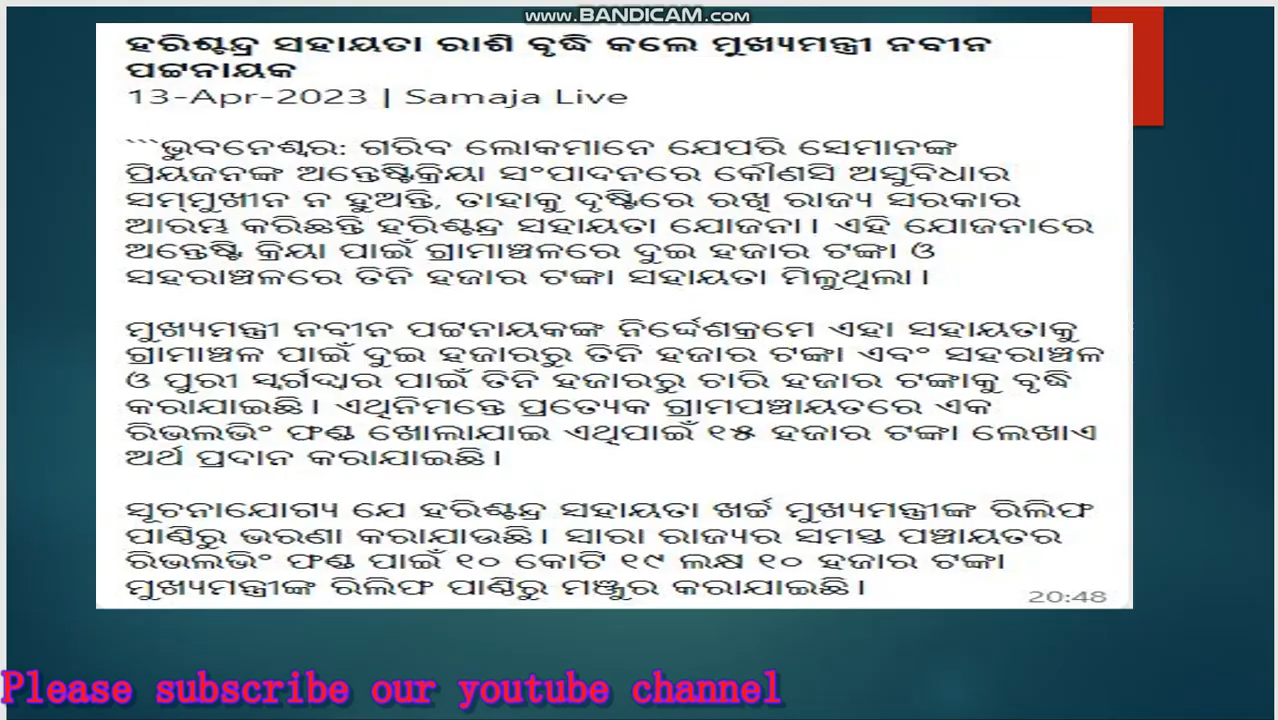 www.BANDICAM.com
ହରିଶ୍ଚନ୍ଦ୍ର ସହାୟତା ରାଶି ବୃଦ୍ଧି କଲେ ମୁଖ୍ୟମନ୍ତ୍ରୀ ନବୀନ
ପଟ୍ଟନାୟକ
13-Apr-2023 | Samaja Live
```ଭୁବନେଶ୍ୱର: ଗରିବ ଲୋକମାନେ ଯେପରି ସେମାନଙ୍କ
ପ୍ରିୟଜନଙ୍କ ଅନ୍ତେଷ୍ଟିକ୍ରିୟା ସଂପାଦନରେ କୌଣସି ଅସୁବିଧାର
ସମ୍ମୁଖୀନ ନ ହୁଅନ୍ତି, ତାହାକୁ ଦୃଷ୍ଟିରେ ରଖି ରାଜ୍ୟ ସରକାର
ଆରମ୍ଭ କରିଛନ୍ତି ହରିଶ୍ଚନ୍ଦ୍ର ସହାୟତା ଯୋଜନା। ଏହି ଯୋଜନାରେ
ଅନ୍ତେଷ୍ଟି କ୍ରିୟା ପାଇଁ ଗ୍ରାମାଞ୍ଚଳରେ ଦୁଇ ହଜାର ଟଙ୍କା ଓ
ସହରାଞ୍ଚଳରେ ତିନି ହଜାର ଟଙ୍କା ସହାୟତା ମିଳୁଥିଲା।
ମୁଖ୍ୟମନ୍ତ୍ରୀ ନବୀନ ପଟ୍ଟନାୟକଙ୍କ ନିର୍ଦ୍ଦେଶକ୍ରମେ ଏହା ସହାୟତାକୁ
ଗ୍ରାମାଞ୍ଚଳ ପାଇଁ ଦୁଇ ହଜାରରୁ ତିନି ହଜାର ଟଙ୍କା ଏବଂ ସହରାଞ୍ଚଳ
ଓ ପୁରୀ ସ୍ୱର୍ଗଦ୍ୱାର ପାଇଁ ତିନି ହଜାରରୁ ଚାରି ହଜାର ଟଙ୍କାକୁ ବୃଦ୍ଧି
କରାଯାଇଛି। ଏଥିନିମନ୍ତେ ପ୍ରତ୍ୟେକ ଗ୍ରାମପଞ୍ଚାୟତରେ ଏକ
ରିଭଲଭିଂ ଫଣ୍ଡ ଖୋଲାଯାଇ ଏଥିପାଇଁ ୧୫ ହଜାର ଟଙ୍କା ଲେଖାଏ
ଅର୍ଥ ପ୍ରଦାନ କରାଯାଇଛି।
ସୂଚନାଯୋଗ୍ୟ ଯେ ହରିଶ୍ଚନ୍ଦ୍ର ସହାୟତା ଖର୍ଚ୍ଚ ମୁଖ୍ୟମନ୍ତ୍ରୀଙ୍କ ରିଲିଫ
ପାଣ୍ଠିରୁ ଭରଣା କରାଯାଉଛି। ସାରା ରାଜ୍ୟର ସମସ୍ତ ପଞ୍ଚାୟତର
ରିଭଲଭିଂ ଫଣ୍ଡ ପାଇଁ ୧୦ କୋଟି ୧୯ ଲକ୍ଷ ୧୦ ହଜାର ଟଙ୍କା
ମୁଖ୍ୟମନ୍ତ୍ରୀଙ୍କ ରିଲିଫ ପାଣ୍ଠିରୁ ମଞ୍ଜୁର କରାଯାଇଛି।
20:48
Please subscribe our youtube channel